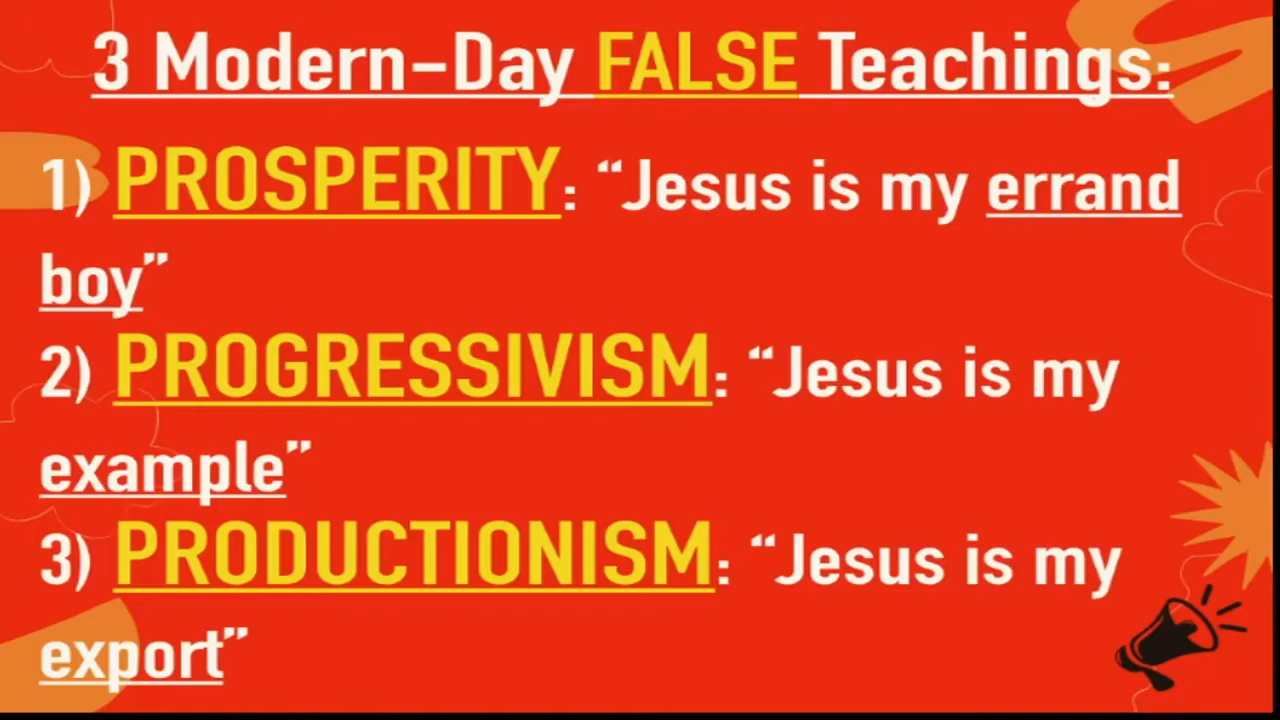 3 Modern-Day FALSE Teachings:
1) PROSPERITY: “Jesus is my errand
boy”
2) PROGRESSIVISM: “Jesus is my
example”
3) PRODUCTIONISM: “Jesus is my
export”